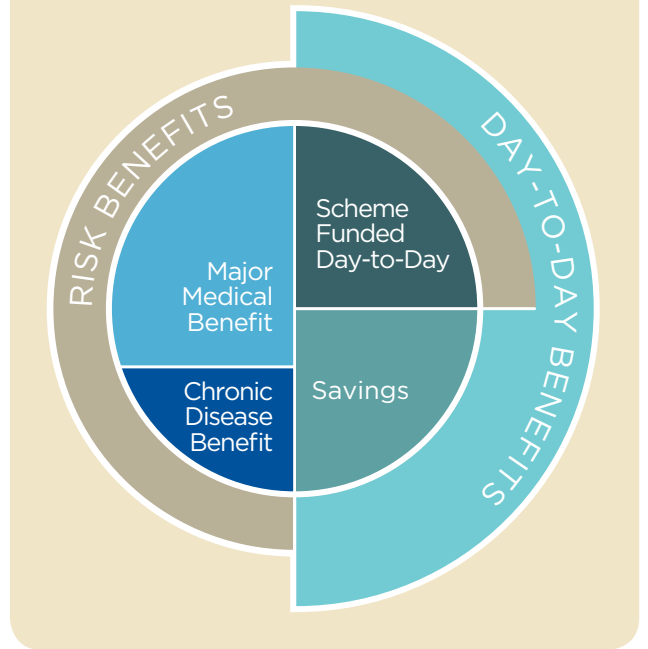 RISK BENEFITS
DAY-TO-DAY BENEFITS
Major
Medical
Benefit
Scheme
Funded
Day-to-Day
Chronic
Disease
Benefit
Savings